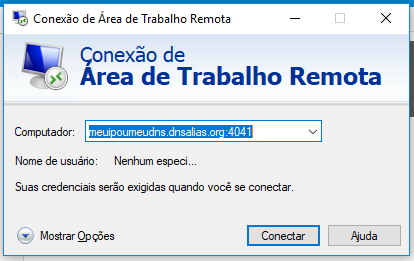 Conexão de Área de Trabalho Remota
Conexão de
Área de Trabalho Remota
Computador: meuipoumeudns.dnsalias.org:4041
Nome de usuário: Nenhum especi...
Suas credenciais serão exigidas quando você se conectar.
Mostrar Opções Conectar Ajuda